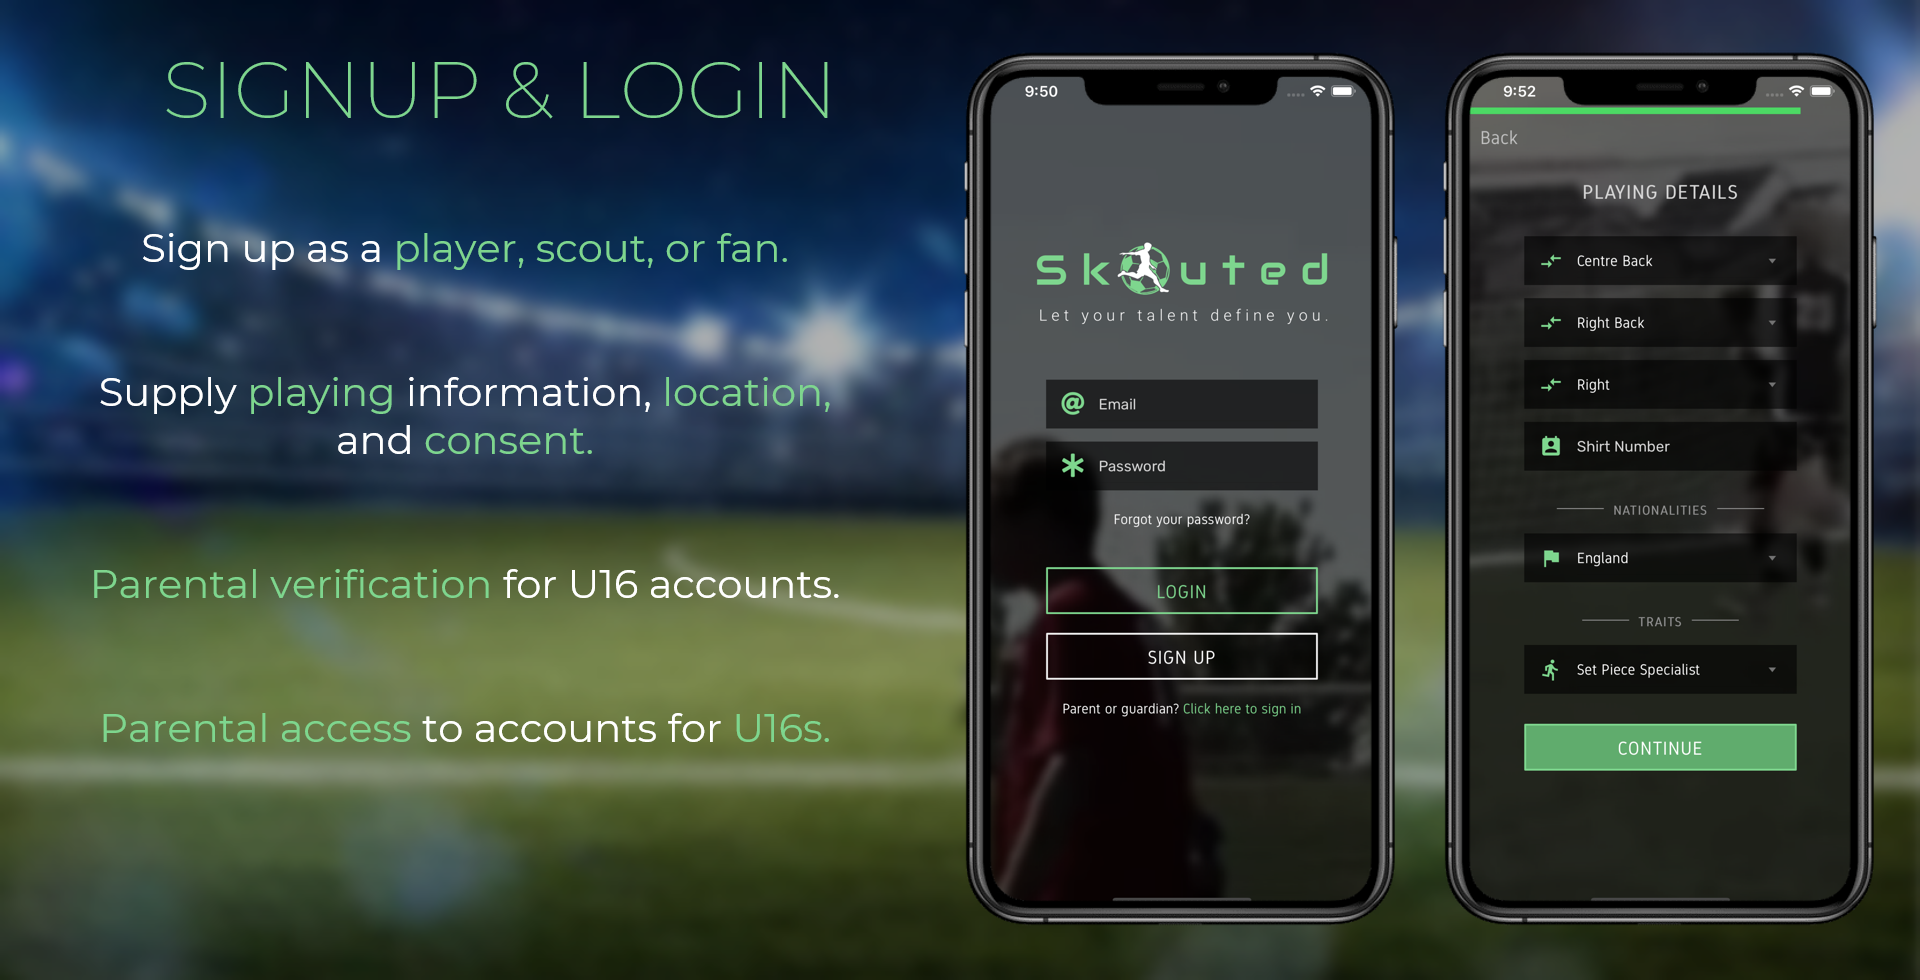 SIGNUP & LOGIN
Sign up as a player, scout, or fan.
Supply playing information, location,
and consent.
Parental verification for U16 accounts.
Parental access to accounts for U16s.
9:50
Skouted
Let your talent define you.
@ Email
Password
Forgot your password?
LOGIN
SIGN UP
Parent or guardian? Click here to sign in
9:52
Back
PLAYING DETAILS
Centre Back
Right Back
Right
Shirt Number
NATIONALITIES
England
TRAITS
Set Piece Specialist
CONTINUE